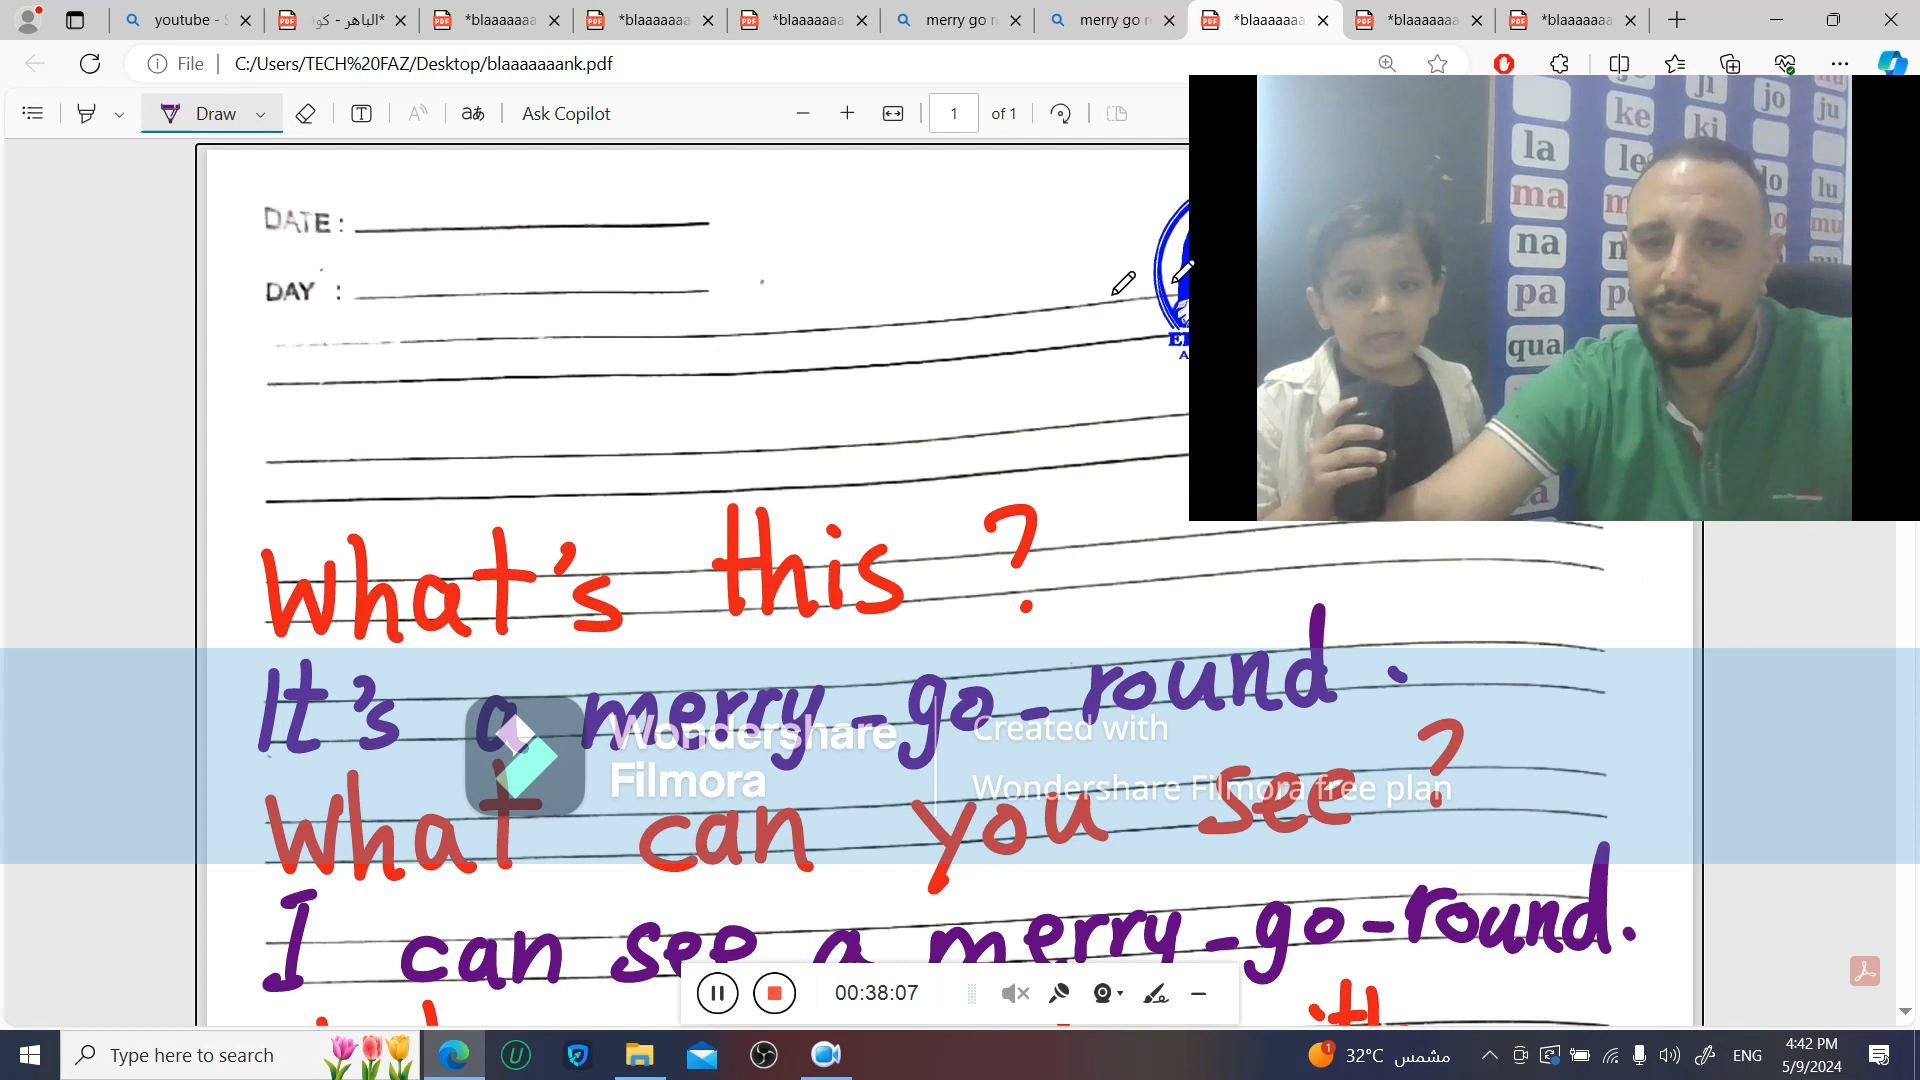 youtube -
*الباهر - كوز
*blaaaaaaa
*blaaaaaaa
*blaaaaaaa
merry go r
merry go r
*blaaaaaaa
*blaaaaaaa
*blaaaaaaa
File
C:/Users/TECH%20FAZ/Desktop/blaaaaaaank.pdf
Draw
Ask Copilot
1 of 1
DATE :
DAY :
ke ji jo ju
la le ki
ma lo lu
na mu
pa
qua
What's this ?
It's a merry-go-round.
Wondershare Filmora
Created with
Wondershare Filmora free plan
What can you see ?
I can see a merry-go-round.
00:38:07
Type here to search
32°C مشمس
ENG
4:42 PM
5/9/2024